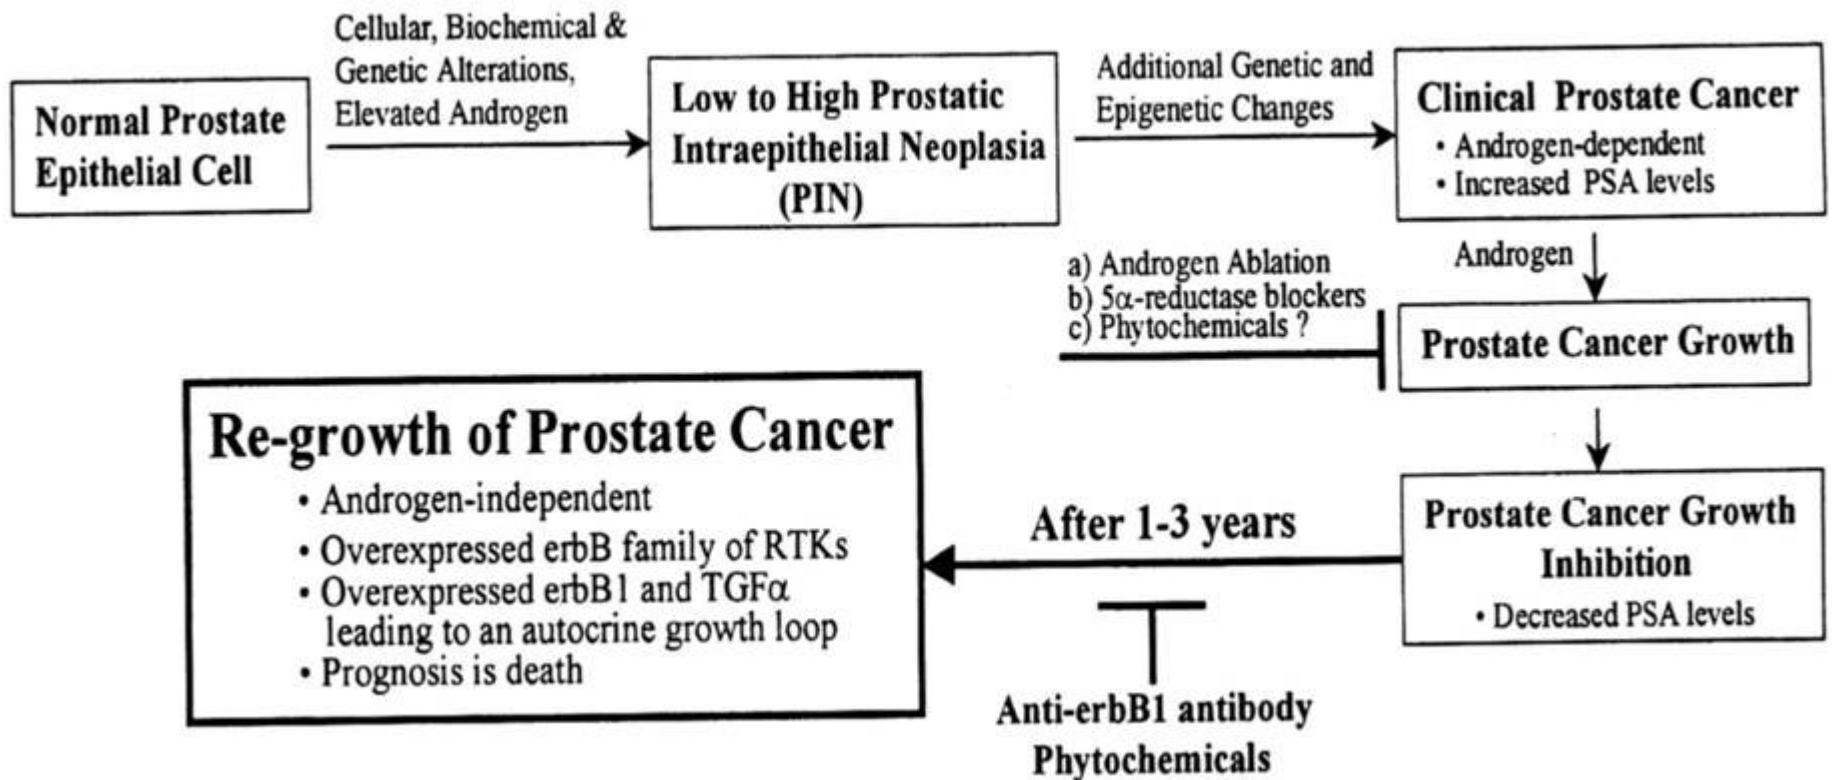 Normal Prostate
Epithelial Cell
Cellular, Biochemical &
Genetic Alterations,
Elevated Androgen
Low to High Prostatic
Intraepithelial Neoplasia
(PIN)
Additional Genetic and
Epigenetic Changes
Clinical Prostate Cancer
• Androgen-dependent
• Increased PSA levels
Androgen
a) Androgen Ablation
b) 5α-reductase blockers
c) Phytochemicals ?
Prostate Cancer Growth
Prostate Cancer Growth
Inhibition
• Decreased PSA levels
After 1-3 years
Anti-erbB1 antibody
Phytochemicals
Re-growth of Prostate Cancer
• Androgen-independent
• Overexpressed erbB family of RTKs
• Overexpressed erbB1 and TGFα
leading to an autocrine growth loop
• Prognosis is death